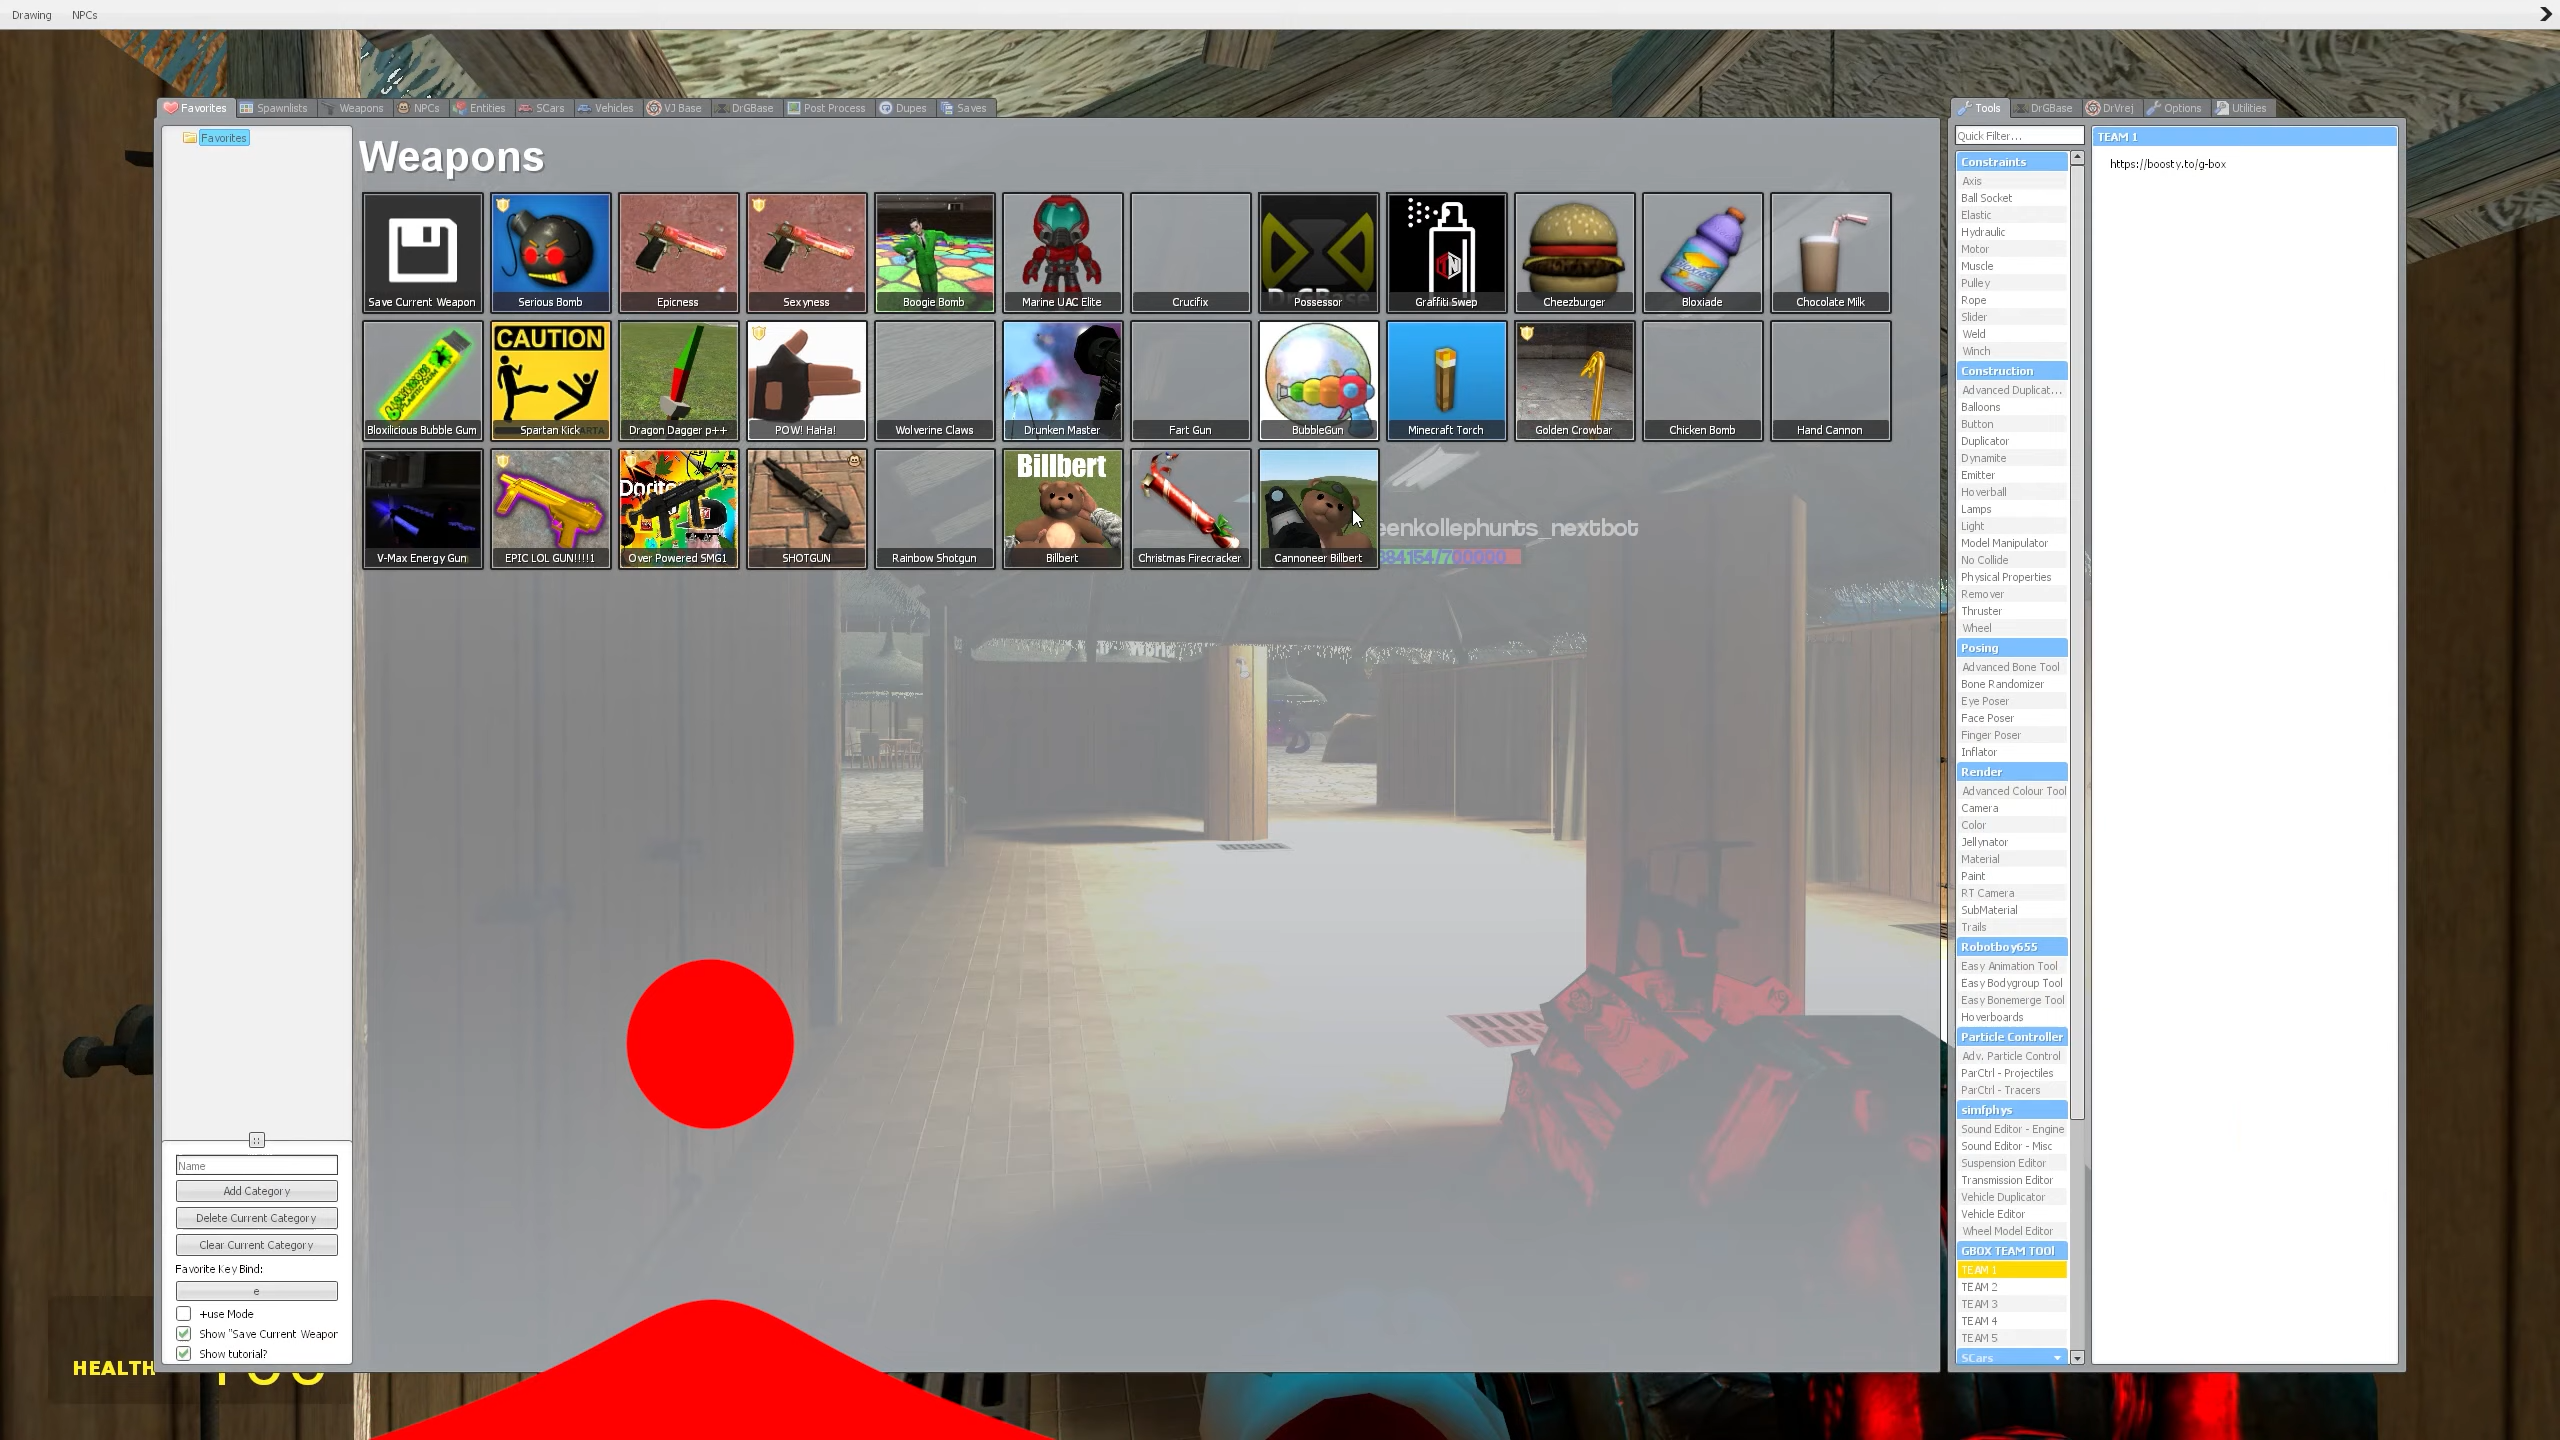 Drawing NPCs
Favorites Spawnlists Weapons NPCs Entities SCars Vehicles VJ Base DrGBase Post Process Dupes Saves
Favorites
Weapons
Save Current Weapon Serious Bomb Epicness Sexyness Boogie Bomb Marine UAC Elite Crucifix Possessor Graffiti Swep Cheezburger Bloxiade Chocolate Milk
CAUTION
Bloxilicious Bubble Gum Spartan Kick Dragon Dagger p++ POW! HaHa! Wolverine Claws Drunken Master Fart Gun BubbleGun Minecraft Torch Golden Crowbar Chicken Bomb Hand Cannon
Billbert
V-Max Energy Gun EPIC LOL GUN!!!!1 Over Powered SMG1 SHOTGUN Rainbow Shotgun Billbert Christmas Firecracker Cannoneer Billbert
eenkollephunts_nextbot
384154/700000
Name
Add Category
Delete Current Category
Clear Current Category
Favorite Key Bind:
e
+use Mode
Show "Save Current Weapor
Show tutorial?
HEALTH
Tools DrGBase DrVrej Options Utilities
Quick Filter...
Constraints
Axis
Ball Socket
Elastic
Hydraulic
Motor
Muscle
Pulley
Rope
Slider
Weld
Winch
Construction
Advanced Duplicat...
Balloons
Button
Duplicator
Dynamite
Emitter
Hoverball
Lamps
Light
Model Manipulator
No Collide
Physical Properties
Remover
Thruster
Wheel
Posing
Advanced Bone Tool
Bone Randomizer
Eye Poser
Face Poser
Finger Poser
Inflator
Render
Advanced Colour Tool
Camera
Color
Jellynator
Material
Paint
RT Camera
SubMaterial
Trails
Robotboy655
Easy Animation Tool
Easy Bodygroup Tool
Easy Bonemerge Tool
Hoverboards
Particle Controller
Adv. Particle Control
ParCtrl - Projectiles
ParCtrl - Tracers
simfphys
Sound Editor - Engine
Sound Editor - Misc
Suspension Editor
Transmission Editor
Vehicle Duplicator
Vehicle Editor
Wheel Model Editor
GBOX TEAM TOOl
TEAM 1
TEAM 2
TEAM 3
TEAM 4
TEAM 5
SCars
TEAM 1
https://boosty.to/g-box